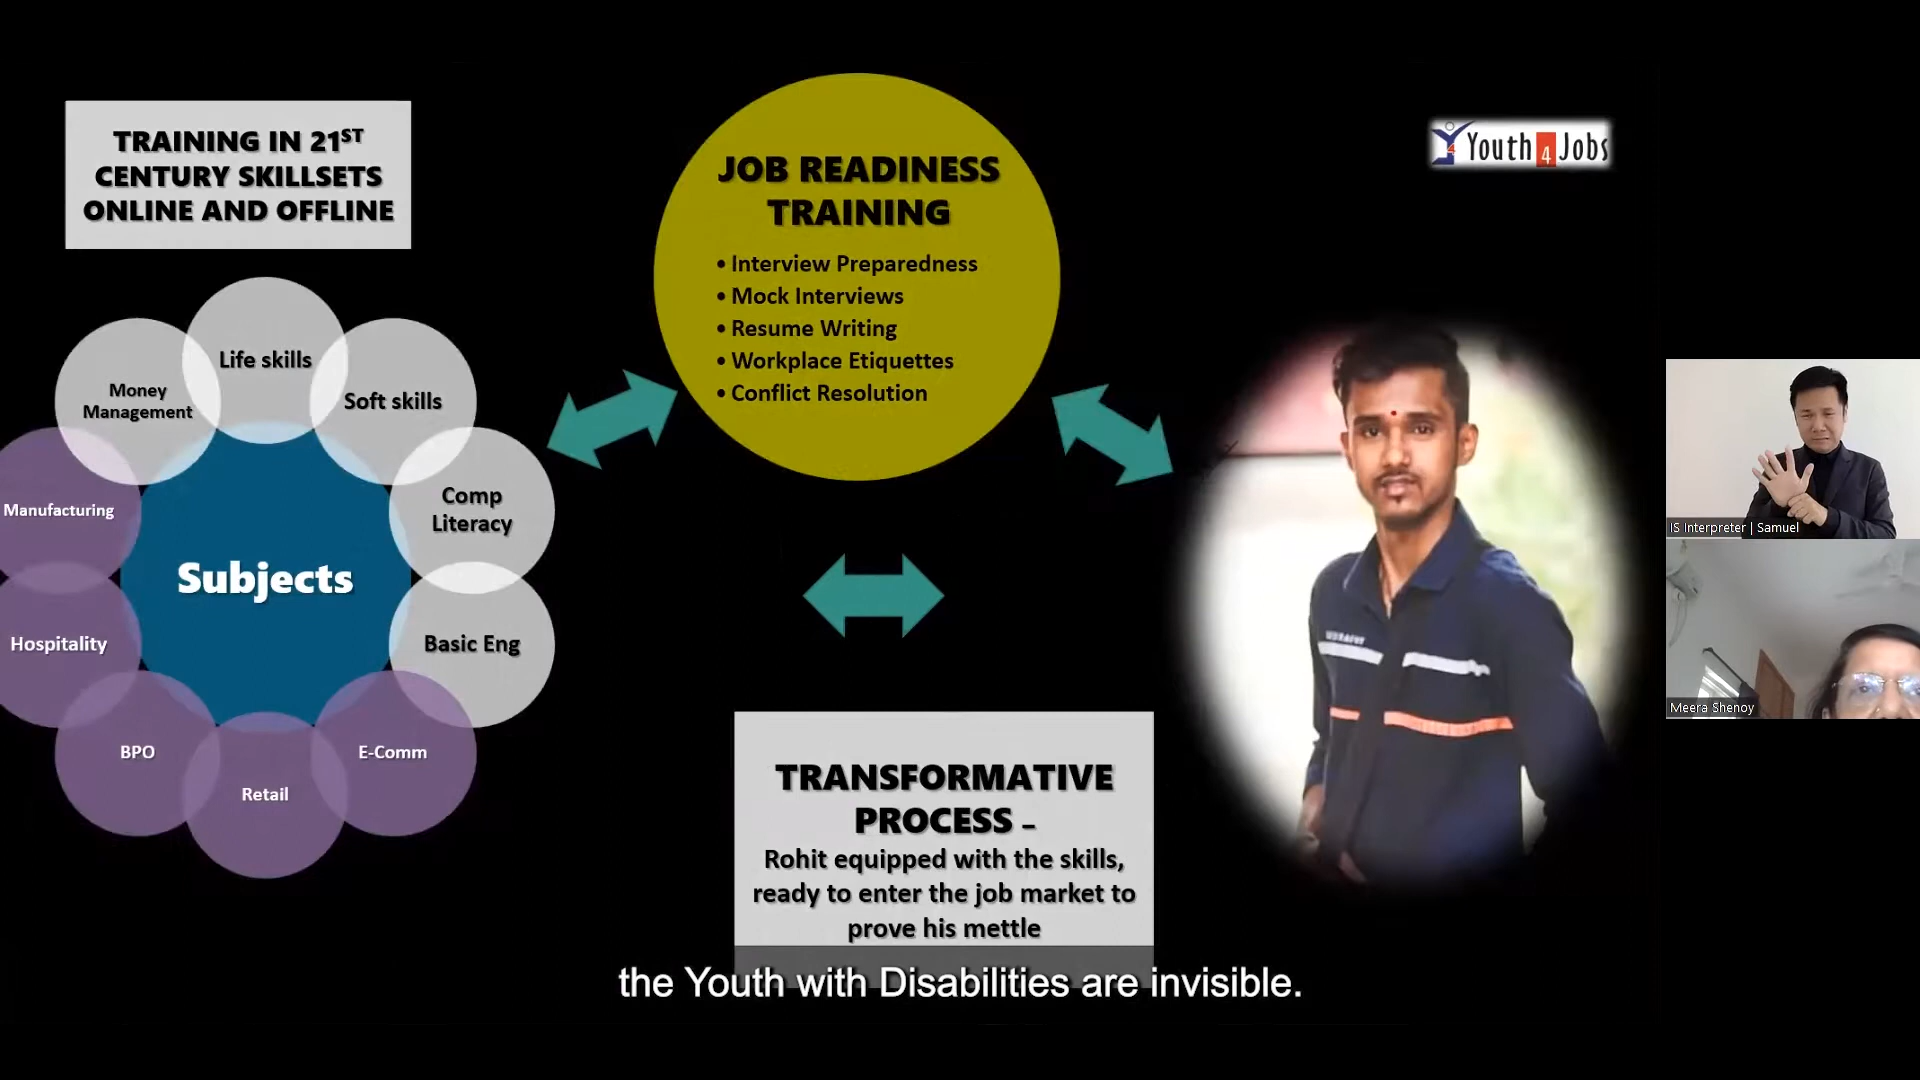 TRAINING IN 21ST
CENTURY SKILLSETS
ONLINE AND OFFLINE
Life skills
Soft skills
Comp
Literacy
Basic Eng
E-Comm
Retail
BPO
Hospitality
Manufacturing
Money
Management
Subjects
JOB READINESS
TRAINING
• Interview Preparedness
• Mock Interviews
• Resume Writing
• Workplace Etiquettes
• Conflict Resolution
TRANSFORMATIVE
PROCESS –
Rohit equipped with the skills,
ready to enter the job market to
prove his mettle
Youth 4 Jobs
IS Interpreter | Samuel
Meera Shenoy
the Youth with Disabilities are invisible.